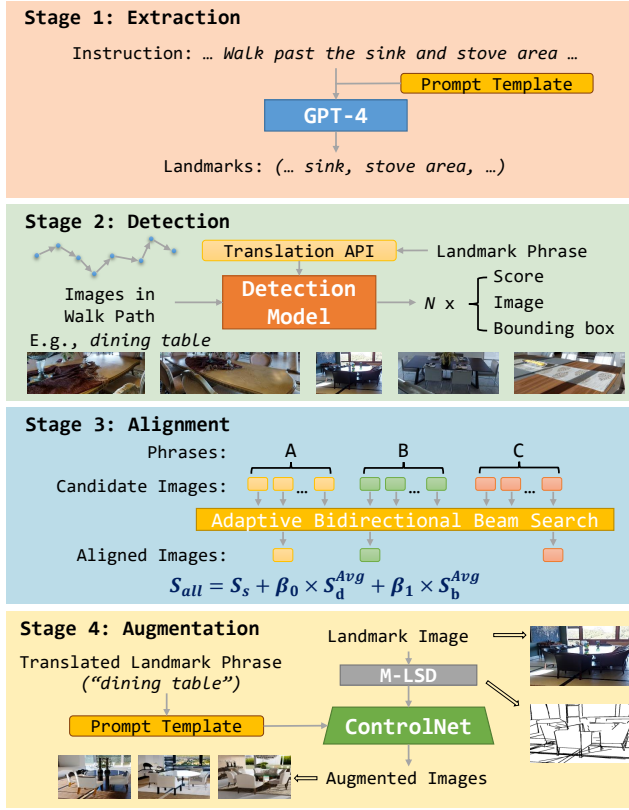 Stage 1: Extraction
Instruction: … Walk past the sink and stove area …
Prompt Template
GPT-4
Landmarks: (… sink, stove area, …)
Stage 2: Detection
Translation API
Landmark Phrase
Images in
Walk Path
Detection
Model
N x
Score
Image
Bounding box
E.g., dining table
Stage 3: Alignment
Phrases:
A
B
C
Candidate Images:
...
...
...
Adaptive Bidirectional Beam Search
Aligned Images:
S_all = S_s + β_0 × S_d^Avg + β_1 × S_b^Avg
Stage 4: Augmentation
Landmark Image
Translated Landmark Phrase
(“dining table”)
M-LSD
Prompt Template
ControlNet
Augmented Images